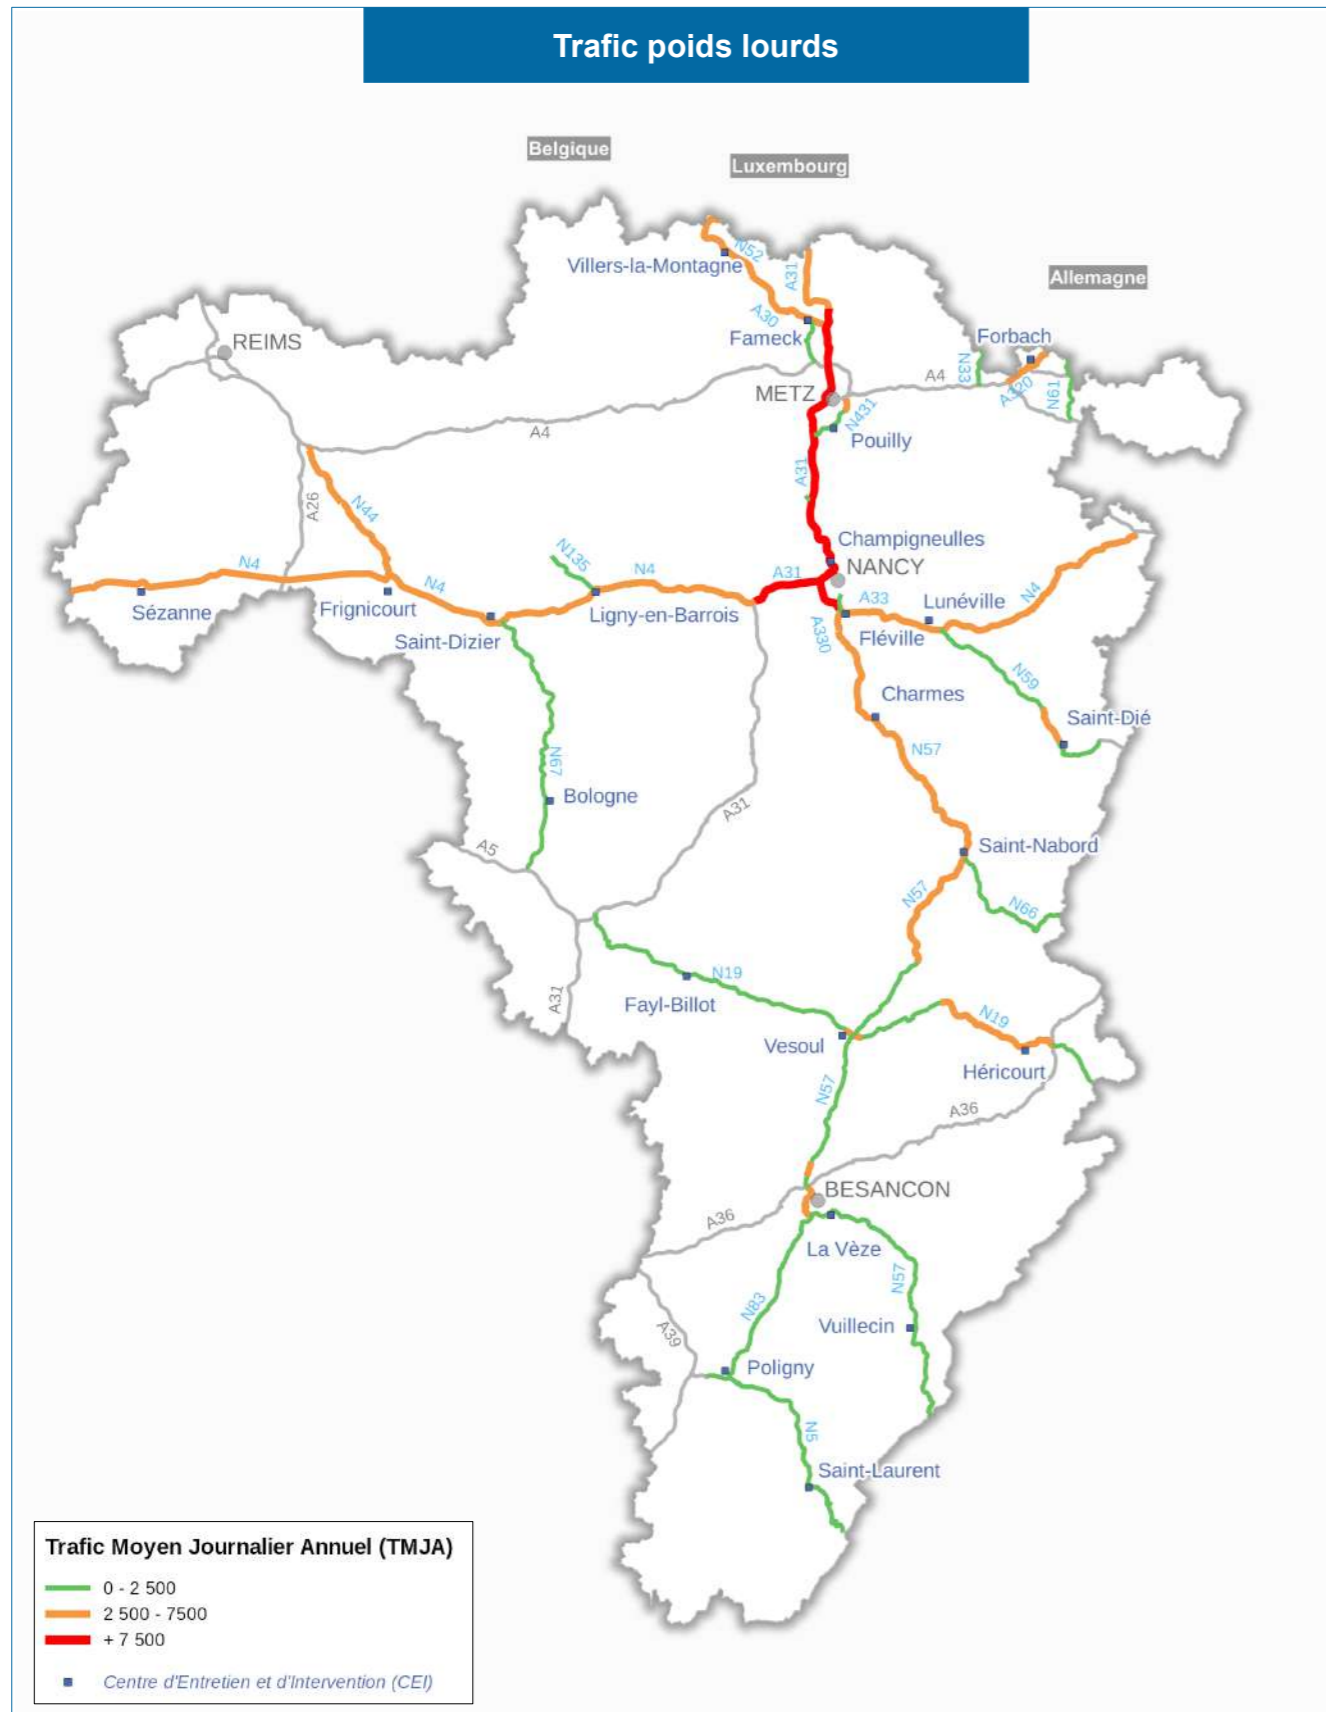 Trafic poids lourds
Belgique
Luxembourg
Allemagne
N52
A31
Villers-la-Montagne
A30
Fameck
Forbach
REIMS
N33
A4
A320
N61
METZ
N431
A4
Pouilly
A31
A26
N44
Champigneulles
N135
NANCY
N4
N4
A31
A33
Lunéville
N4
N4
Sézanne
Frignicourt
Ligny-en-Barrois
Saint-Dizier
A330
Fléville
N59
Charmes
Saint-Dié
N57
N67
Bologne
A31
A5
Saint-Nabord
N57
N66
N19
A31
Fayl-Billot
N19
Vesoul
Héricourt
N57
A36
BESANCON
A36
La Vèze
N57
N83
Vuillecin
A39
Poligny
N5
Saint-Laurent
Trafic Moyen Journalier Annuel (TMJA)
0 - 2 500
2 500 - 7500
+ 7 500
Centre d'Entretien et d'Intervention (CEI)